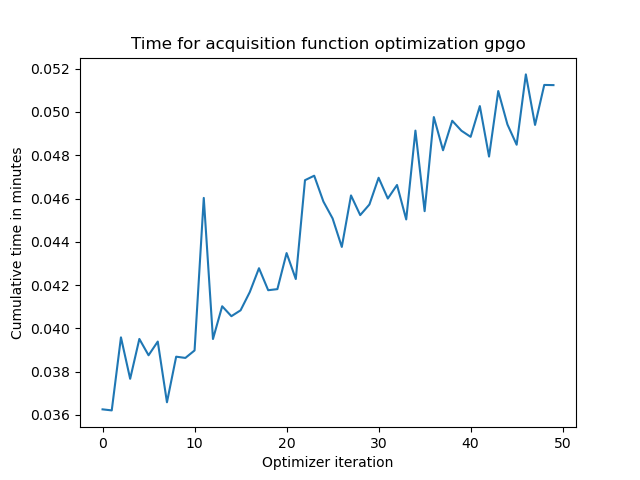 Time for acquisition function optimization gpgo
0.052
0.050
0.048
0.046
0.044
0.042
0.040
0.038
0.036
Cumulative time in minutes
0 10 20 30 40 50
Optimizer iteration